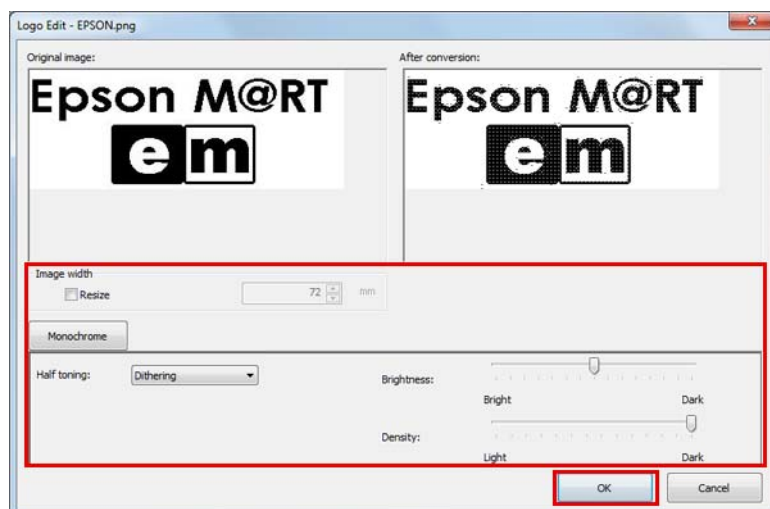 Logo Edit - EPSON.png
Original image:
After conversion:
Epson M@RT
em
Epson M@RT
em
Image width
Resize
72
mm
Monochrome
Half toning:
Dithering
Brightness:
Bright
Dark
Density:
Light
Dark
OK
Cancel